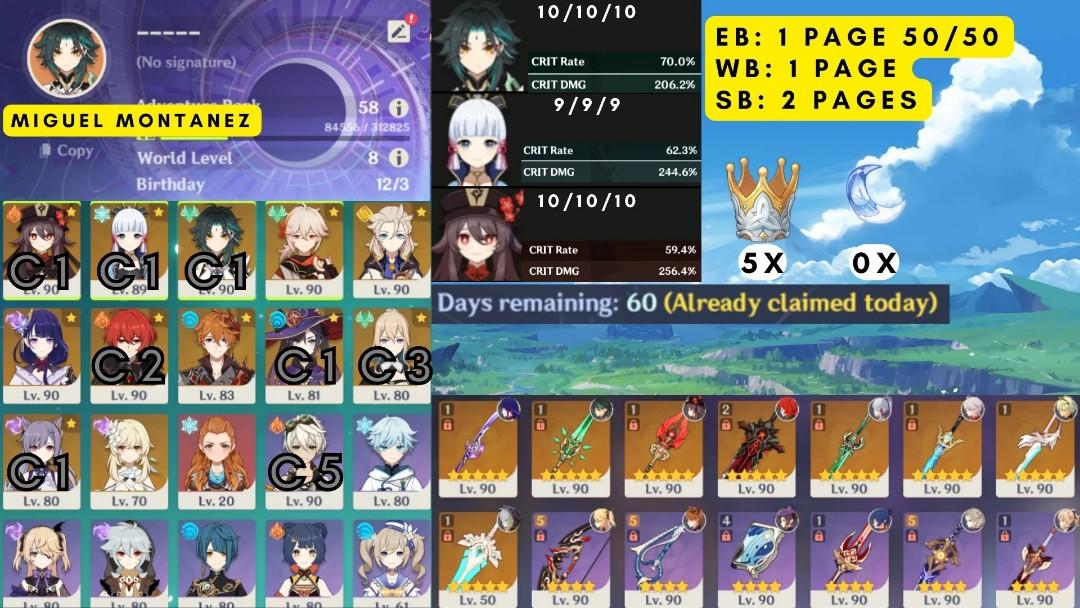 -----
(No signature)
Adventure Rank 58
MIGUEL MONTANEZ
84556 / 312825
Copy
World Level 8
Birthday 12/3
C1 C1 C1
Lv. 90 Lv. 89 Lv. 90 Lv. 90 Lv. 90
C2 C1 C3
Lv. 90 Lv. 90 Lv. 83 Lv. 81 Lv. 80
C1 C5
Lv. 80 Lv. 70 Lv. 20 Lv. 80 Lv. 80
Lv. 80 Lv. 80 Lv. 80 Lv. 80 Lv. 61
10/10/10
CRIT Rate 70.0%
CRIT DMG 206.2%
9/9/9
CRIT Rate 62.3%
CRIT DMG 244.6%
10/10/10
CRIT Rate 59.4%
CRIT DMG 256.4%
EB: 1 PAGE 50/50
WB: 1 PAGE
SB: 2 PAGES
5X 0X
Days remaining: 60 (Already claimed today)
1 1 1 2 1 1 1
Lv. 90 Lv. 90 Lv. 90 Lv. 90 Lv. 90 Lv. 90 Lv. 90
1 5 5 4 1 5 1
Lv. 50 Lv. 90 Lv. 90 Lv. 90 Lv. 90 Lv. 90 Lv. 90